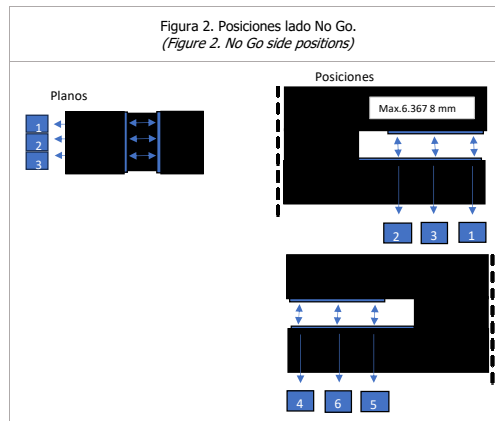 Figura 2. Posiciones lado No Go.
(Figure 2. No Go side positions)
Posiciones
Planos
Max.6.367 8 mm
1
2
3
2 3 1
4 6 5